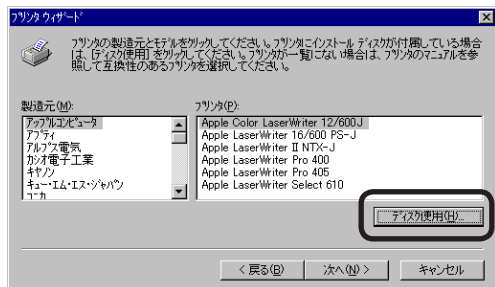 プリンタ ウィザード
プリンタの製造元とモデルをクリックしてください。プリンタにインストール ディスクが付属している場合
は、[ディスク使用] をクリックしてください。プリンタが一覧にない場合は、プリンタのマニュアルを参
照して互換性のあるプリンタを選択してください。
製造元(M):
アップルコンピュータ
アプティ
アルプス電気
カシオ電子工業
キヤノン
キュー・エム・エス・ジャパン
コニカ
プリンタ(P):
Apple Color LaserWriter 12/600J
Apple LaserWriter 16/600 PS-J
Apple LaserWriter II NTX-J
Apple LaserWriter Pro 400
Apple LaserWriter Pro 405
Apple LaserWriter Select 610
ディスク使用(H)...
< 戻る(B)
次へ(N) >
キャンセル